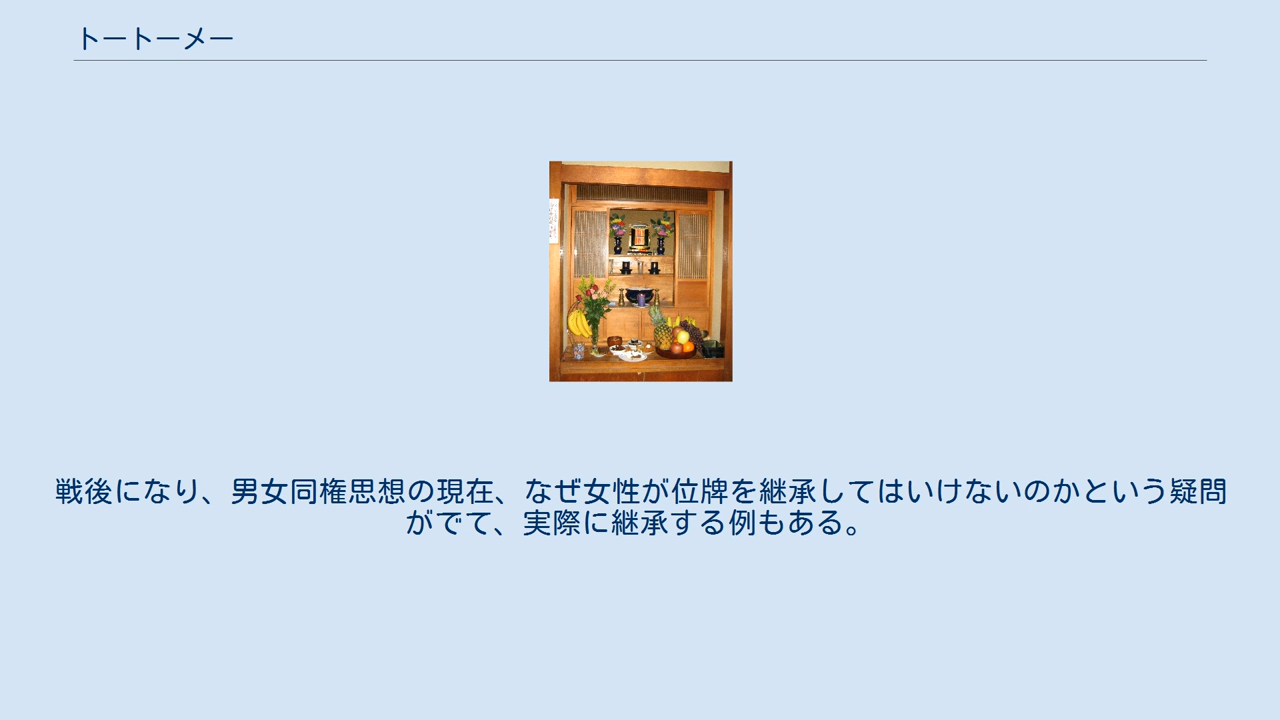 トートーメー
戦後になり、男女同権思想の現在、なぜ女性が位牌を継承してはいけないのかという疑問
がでて、実際に継承する例もある。